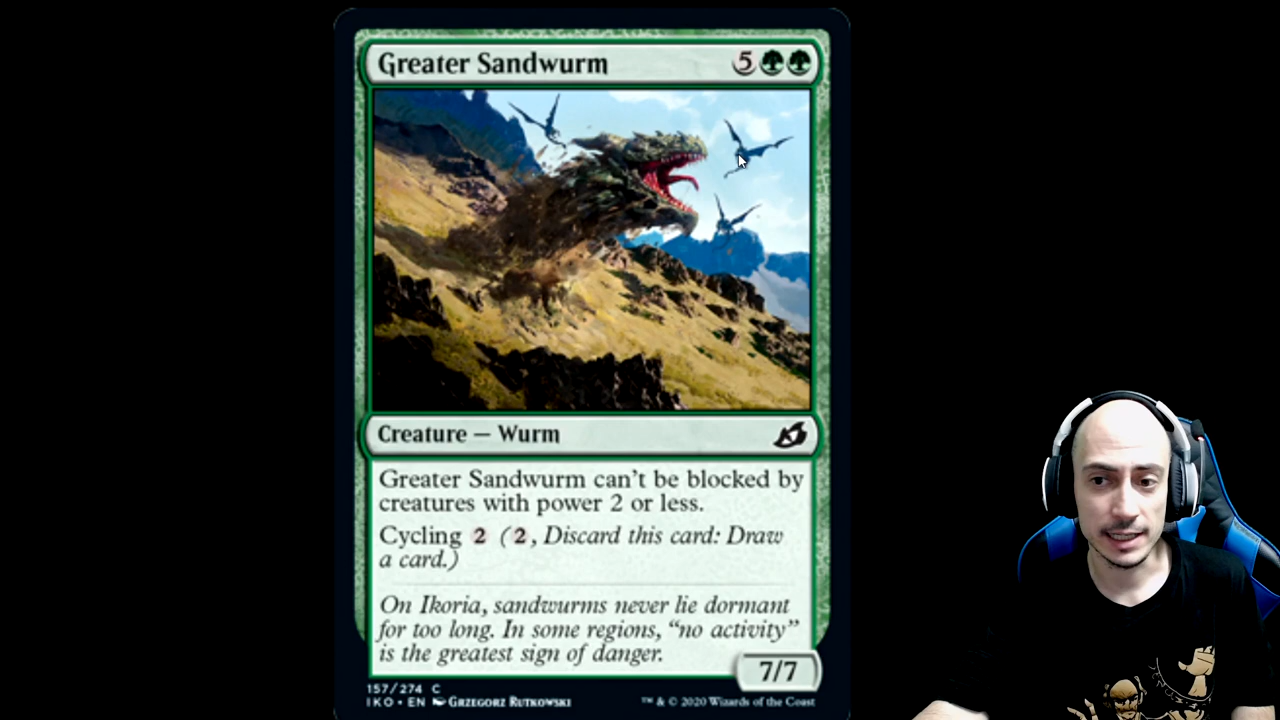 Greater Sandwurm 5
Creature — Wurm
Greater Sandwurm can't be blocked by
creatures with power 2 or less.
Cycling 2 (2, Discard this card: Draw
a card.)
On Ikoria, sandwurms never lie dormant
for too long. In some regions, “no activity”
is the greatest sign of danger.
7/7
157/274 C
IKO • EN GRZEGORZ RUTKOWSKI ™ & © 2020 Wizards of the Coast